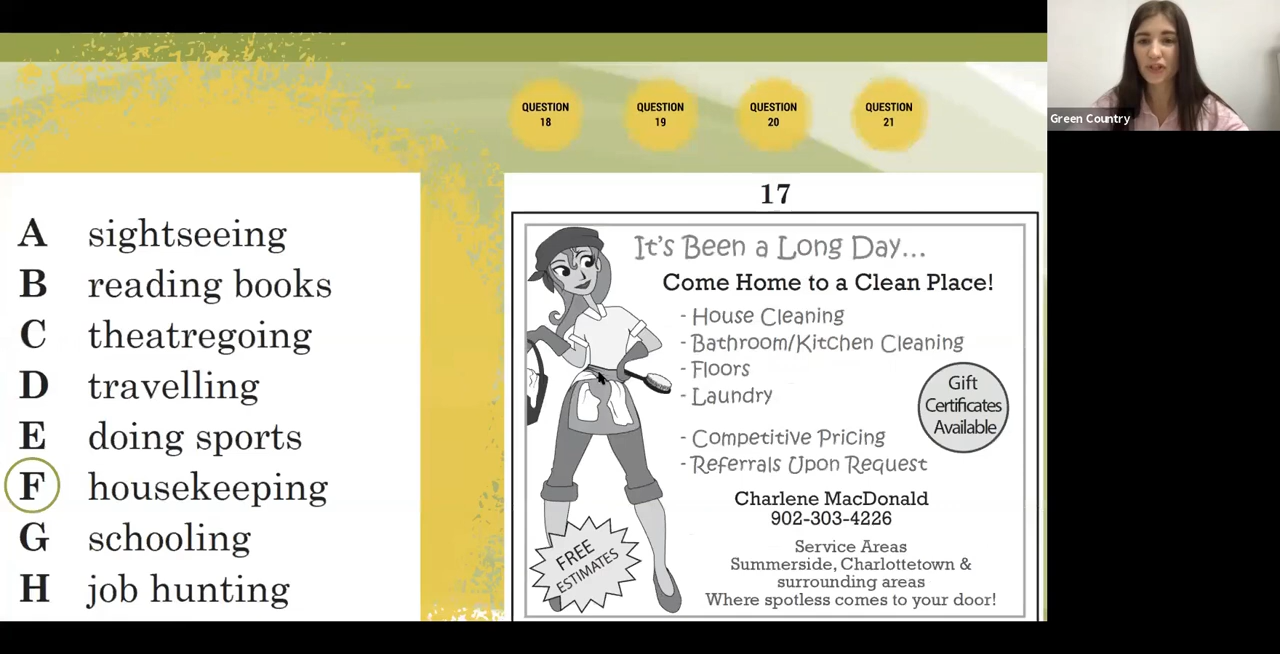 QUESTION
18
QUESTION
19
QUESTION
20
QUESTION
21
Green Country
A sightseeing
B reading books
C theatregoing
D travelling
E doing sports
F housekeeping
G schooling
H job hunting
17
It's Been a Long Day...
Come Home to a Clean Place!
- House Cleaning
- Bathroom/Kitchen Cleaning
- Floors
- Laundry
- Competitive Pricing
- Referrals Upon Request
Gift
Certificates
Available
Charlene MacDonald
902-303-4226
FREE
ESTIMATES
Service Areas
Summerside, Charlottetown &
surrounding areas
Where spotless comes to your door!